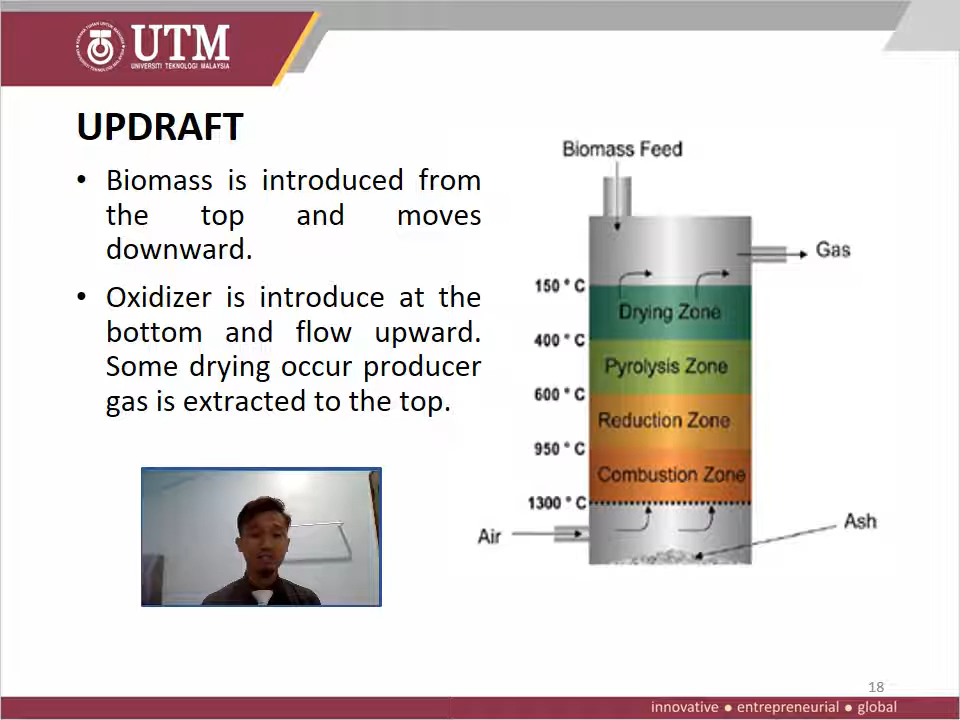 UTM
UNIVERSITI TEKNOLOGI MALAYSIA
UPDRAFT
• Biomass is introduced from
the top and moves
downward.
• Oxidizer is introduce at the
bottom and flow upward.
Some drying occur producer
gas is extracted to the top.
Biomass Feed
Gas
150 ° C
Drying Zone
400 ° C
Pyrolysis Zone
600 ° C
Reduction Zone
950 ° C
Combustion Zone
1300 ° C
Air
Ash
18
innovative ● entrepreneurial ● global